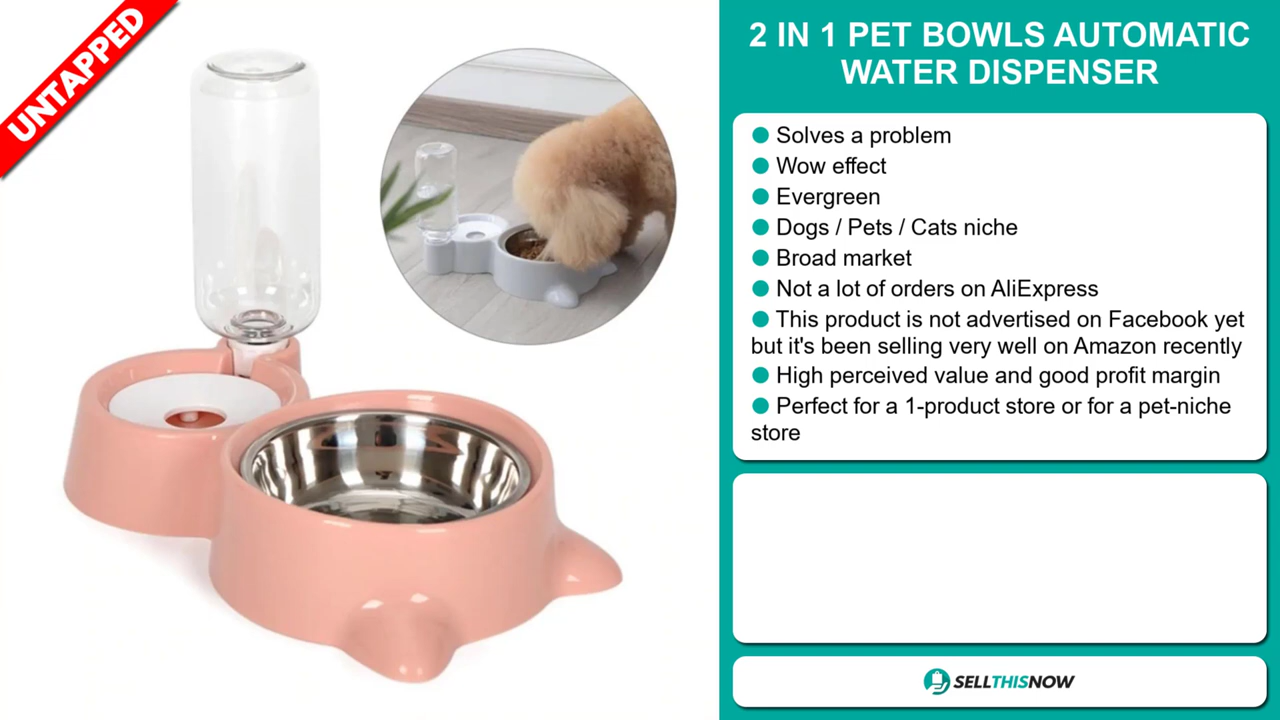 UNTAPPED
2 IN 1 PET BOWLS AUTOMATIC
WATER DISPENSER
● Solves a problem
● Wow effect
● Evergreen
● Dogs / Pets / Cats niche
● Broad market
● Not a lot of orders on AliExpress
● This product is not advertised on Facebook yet
but it's been selling very well on Amazon recently
● High perceived value and good profit margin
● Perfect for a 1-product store or for a pet-niche
store
SELLTHISNOW